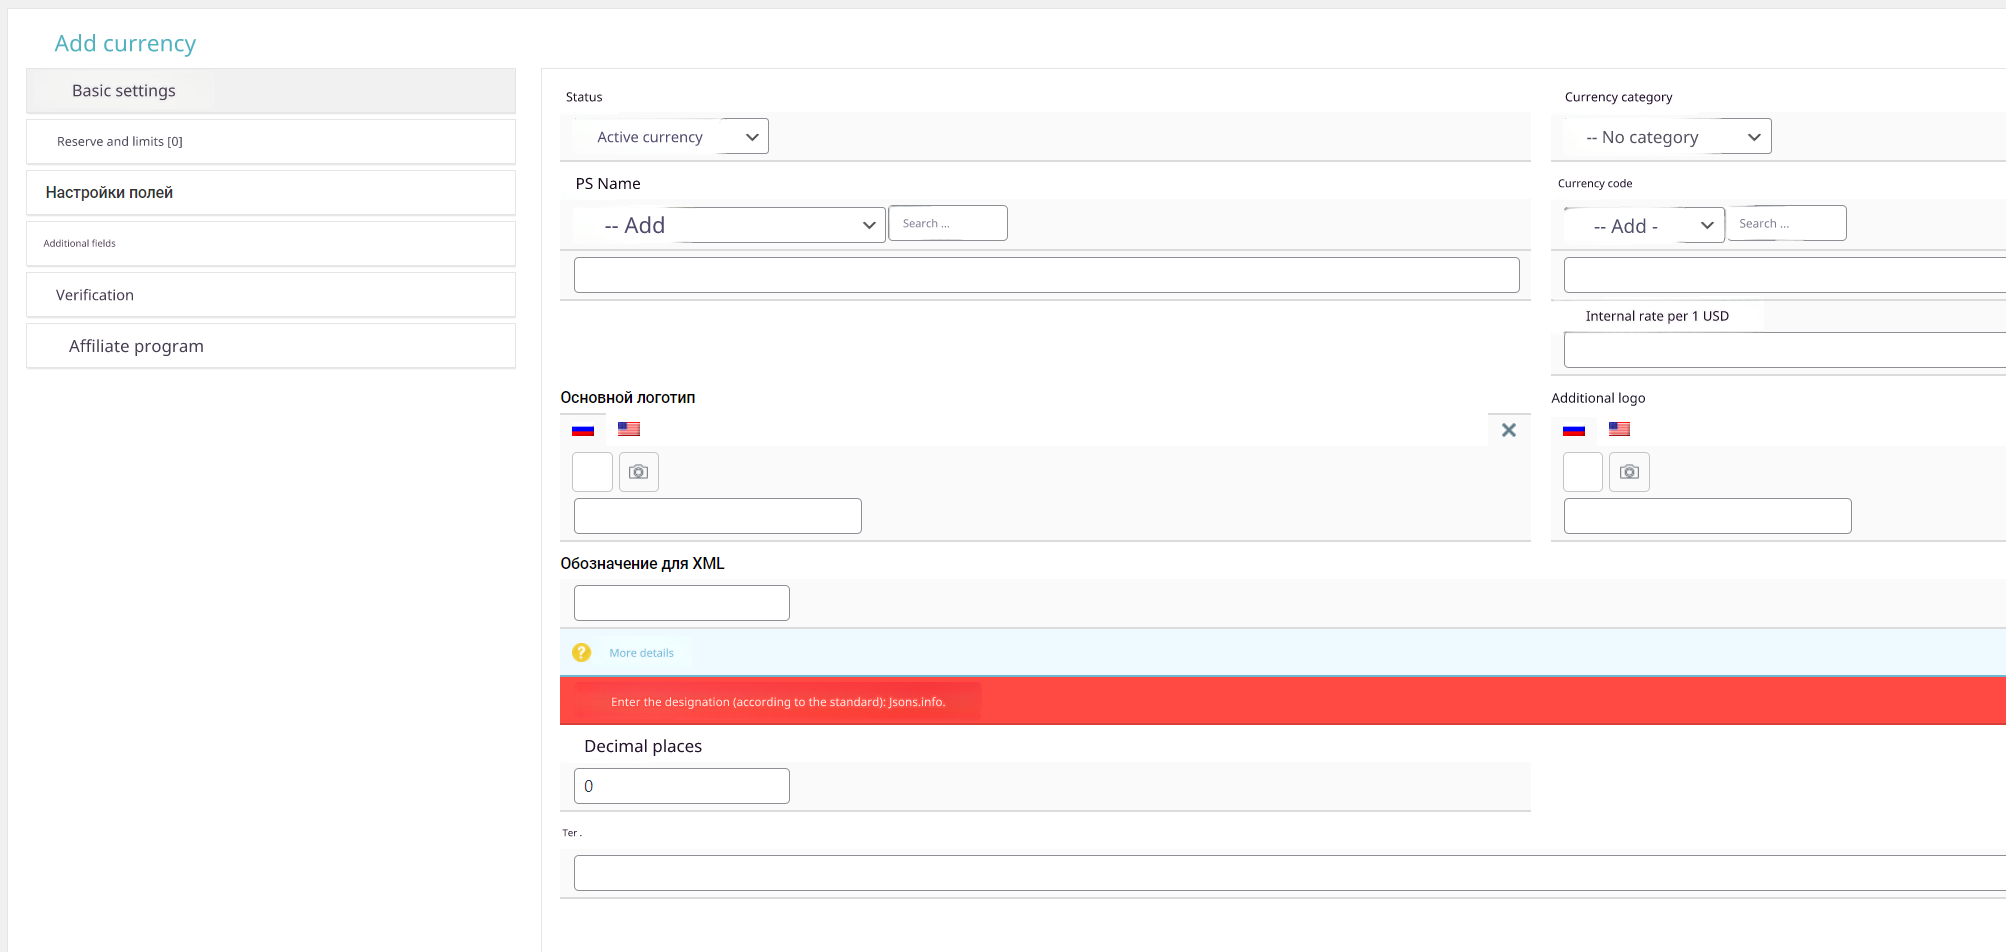 Add currency
Basic settings
Reserve and limits [0]
Настройки полей
Additional fields
Verification
Affiliate program
Status
Active currency
Currency category
-- No category
PS Name
-- Add
Search ...
Currency code
-- Add -
Search ...
Internal rate per 1 USD
Основной логотип
Additional logo
Обозначение для XML
More details
Enter the designation (according to the standard): Jsons.info.
Decimal places
0
Ter .